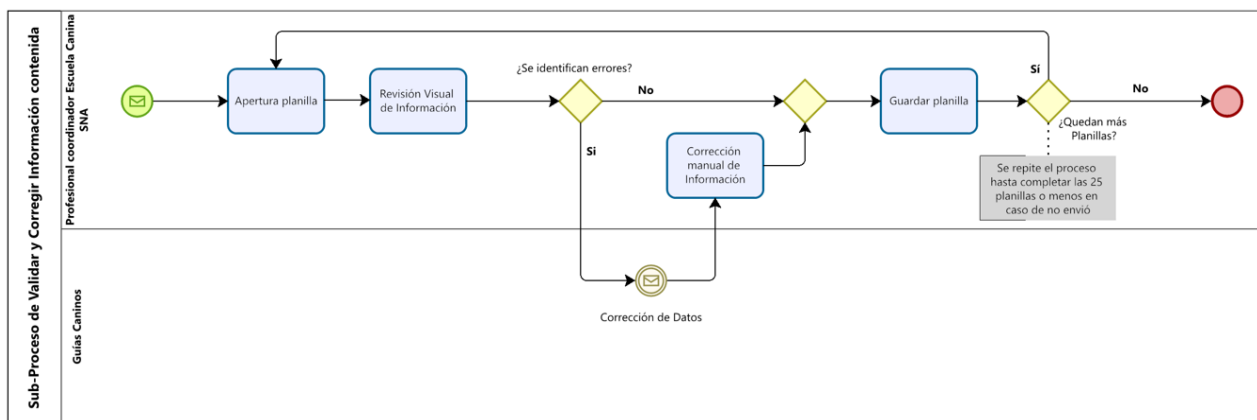 Sub-Proceso de Validar y Corregir Información contenida
Profesional coordinador Escuela Canina
SNA
Apertura planilla
Revisión Visual
de Información
¿Se identifican errores?
No
Si
Corrección
manual de
Información
Guardar planilla
Sí
No
¿Quedan más
Planillas?
Se repite el proceso
hasta completar las 25
planillas o menos en
caso de no envió
Guías Caninos
Corrección de Datos